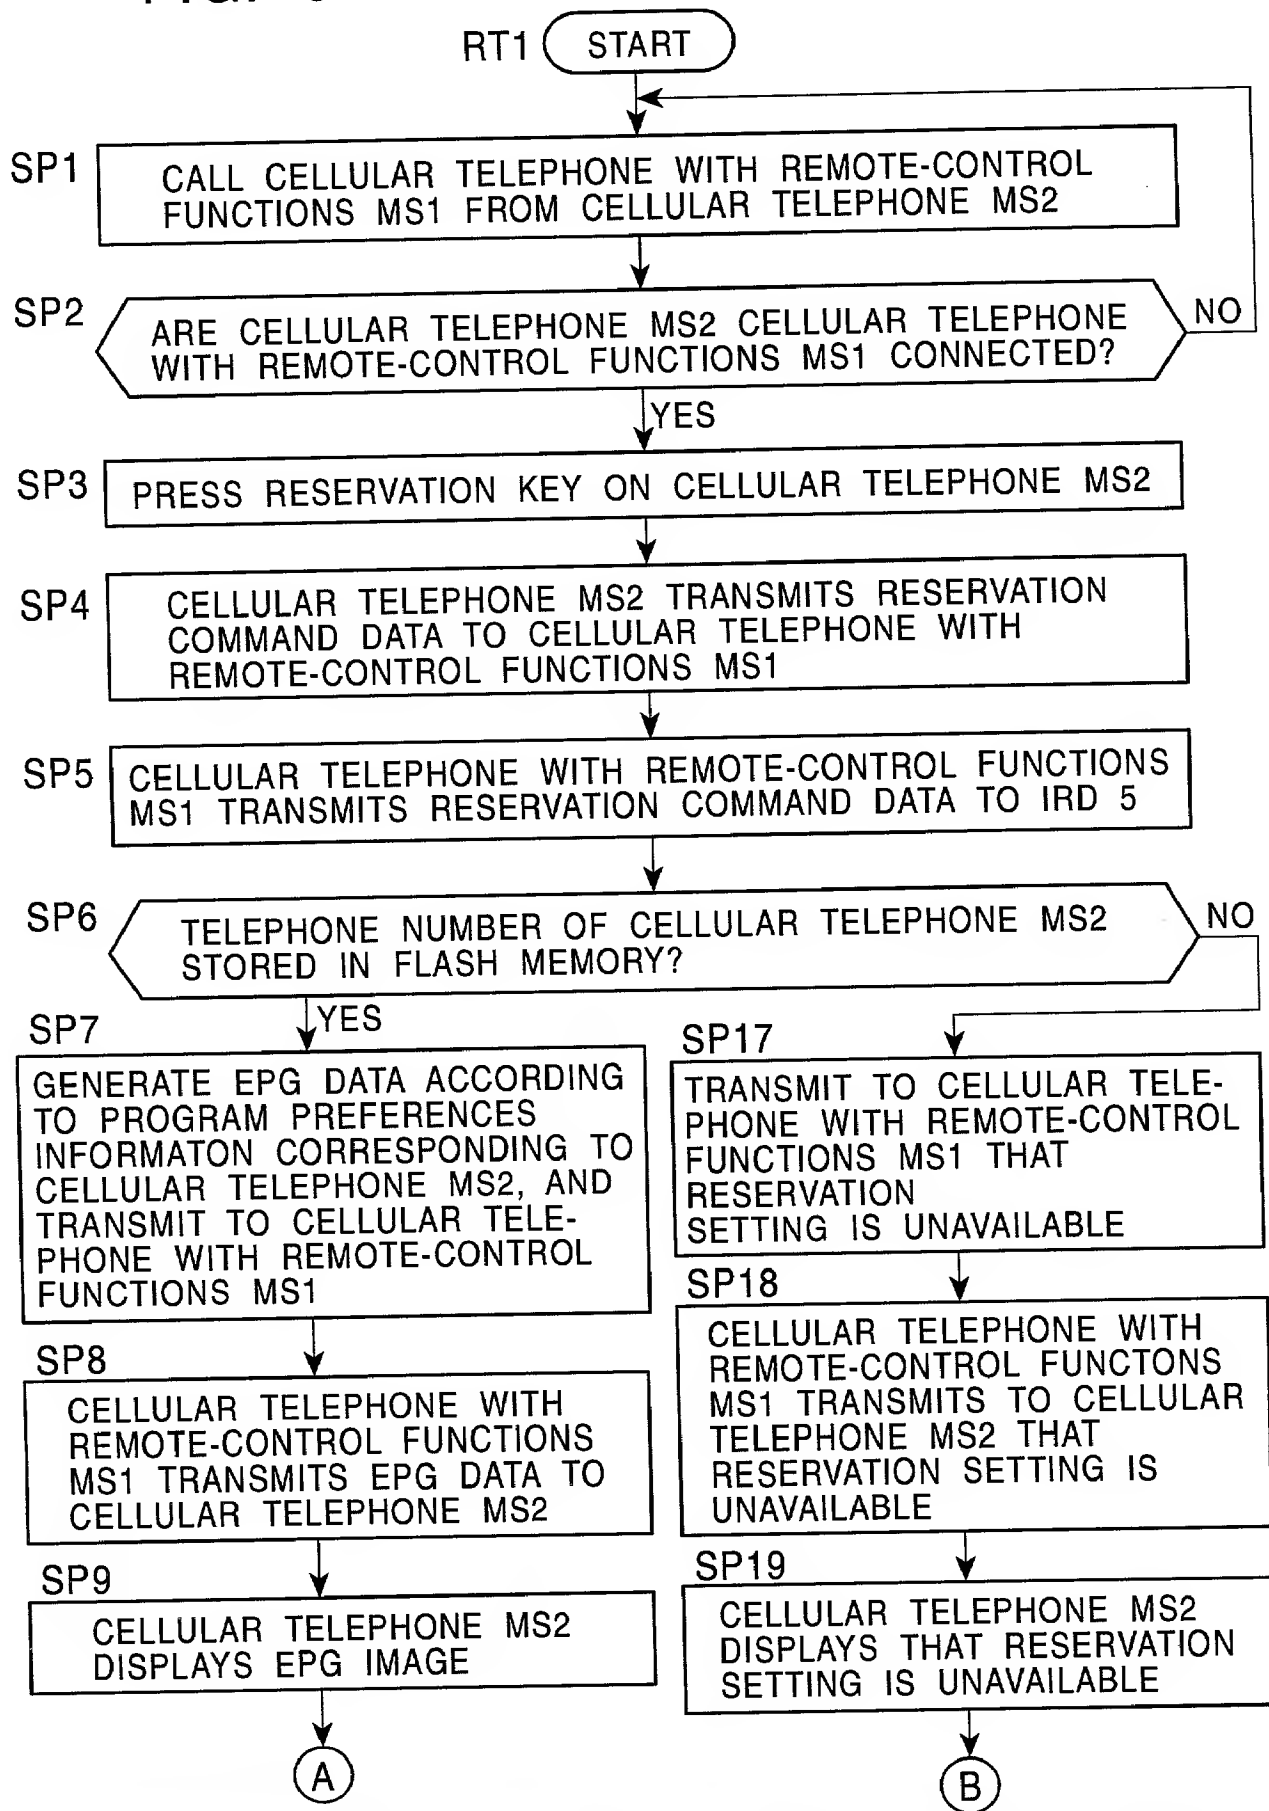 RT1 START
SP1
CALL CELLULAR TELEPHONE WITH REMOTE-CONTROL
FUNCTIONS MS1 FROM CELLULAR TELEPHONE MS2
SP2
ARE CELLULAR TELEPHONE MS2 CELLULAR TELEPHONE
WITH REMOTE-CONTROL FUNCTIONS MS1 CONNECTED?
NO
YES
SP3
PRESS RESERVATION KEY ON CELLULAR TELEPHONE MS2
SP4
CELLULAR TELEPHONE MS2 TRANSMITS RESERVATION
COMMAND DATA TO CELLULAR TELEPHONE WITH
REMOTE-CONTROL FUNCTIONS MS1
SP5
CELLULAR TELEPHONE WITH REMOTE-CONTROL FUNCTIONS
MS1 TRANSMITS RESERVATION COMMAND DATA TO IRD 5
SP6
TELEPHONE NUMBER OF CELLULAR TELEPHONE MS2
STORED IN FLASH MEMORY?
NO
YES
SP7
GENERATE EPG DATA ACCORDING
TO PROGRAM PREFERENCES
INFORMATON CORRESPONDING TO
CELLULAR TELEPHONE MS2, AND
TRANSMIT TO CELLULAR TELE-
PHONE WITH REMOTE-CONTROL
FUNCTIONS MS1
SP8
CELLULAR TELEPHONE WITH
REMOTE-CONTROL FUNCTIONS
MS1 TRANSMITS EPG DATA TO
CELLULAR TELEPHONE MS2
SP9
CELLULAR TELEPHONE MS2
DISPLAYS EPG IMAGE
A
SP17
TRANSMIT TO CELLULAR TELE-
PHONE WITH REMOTE-CONTROL
FUNCTIONS MS1 THAT
RESERVATION
SETTING IS UNAVAILABLE
SP18
CELLULAR TELEPHONE WITH
REMOTE-CONTROL FUNCTONS
MS1 TRANSMITS TO CELLULAR
TELEPHONE MS2 THAT
RESERVATION SETTING IS
UNAVAILABLE
SP19
CELLULAR TELEPHONE MS2
DISPLAYS THAT RESERVATION
SETTING IS UNAVAILABLE
B